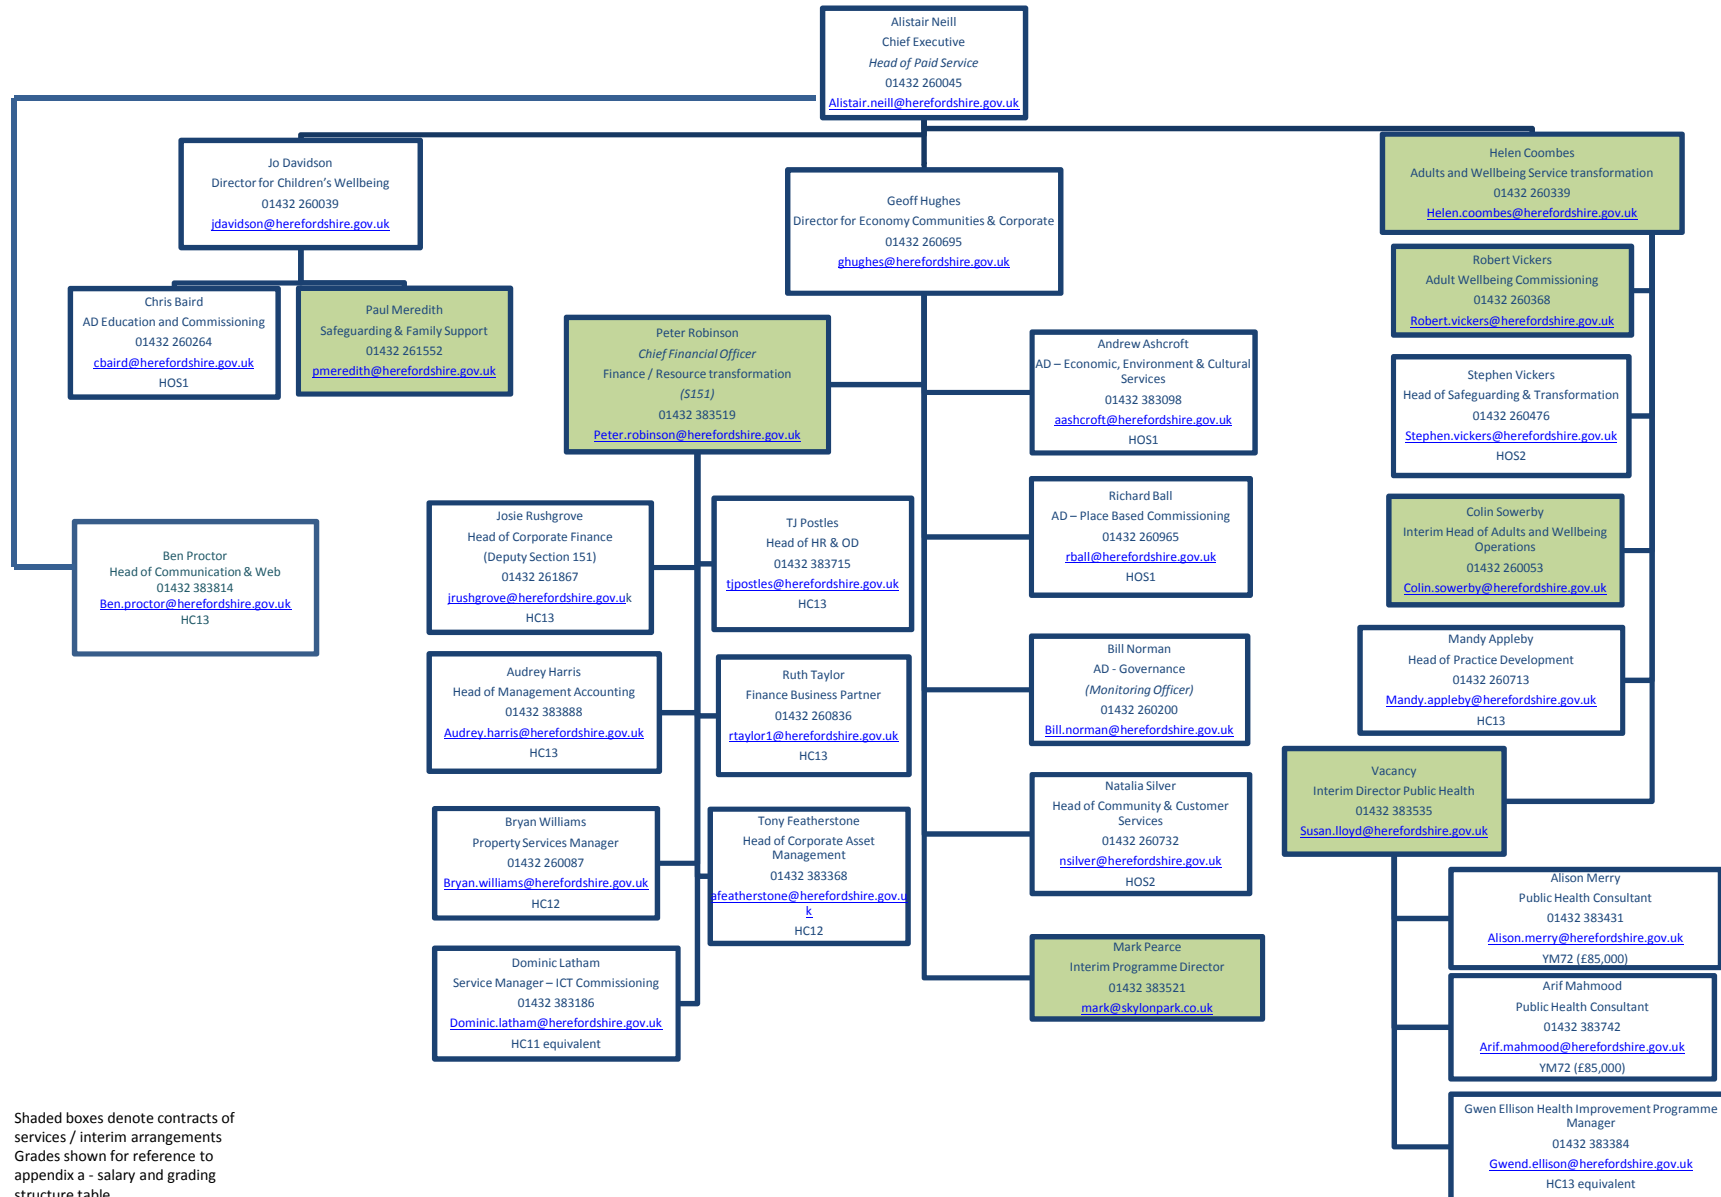 Alistair Neill
Chief Executive
Head of Paid Service
01432 260045
Alistair.neill@herefordshire.gov.uk
Jo Davidson
Director for Children's Wellbeing
01432 260039
jdavidson@herefordshire.gov.uk
Geoff Hughes
Director for Economy Communities & Corporate
01432 260695
ghughes@herefordshire.gov.uk
Helen Coombes
Adults and Wellbeing Service transformation
01432 260339
Helen.coombes@herefordshire.gov.uk
Chris Baird
AD Education and Commissioning
01432 260264
cbaird@herefordshire.gov.uk
HOS1
Paul Meredith
Safeguarding & Family Support
01432 261552
pmeredith@herefordshire.gov.uk
Peter Robinson
Chief Financial Officer
Finance / Resource transformation
(S151)
01432 383519
Peter.robinson@herefordshire.gov.uk
Andrew Ashcroft
AD – Economic, Environment & Cultural
Services
01432 383098
aashcroft@herefordshire.gov.uk
HOS1
Robert Vickers
Adult Wellbeing Commissioning
01432 260368
Robert.vickers@herefordshire.gov.uk
Stephen Vickers
Head of Safeguarding & Transformation
01432 260476
Stephen.vickers@herefordshire.gov.uk
HOS2
Ben Proctor
Head of Communication & Web
01432 383814
Ben.proctor@herefordshire.gov.uk
HC13
Josie Rushgrove
Head of Corporate Finance
(Deputy Section 151)
01432 261867
jrushgrove@herefordshire.gov.uk
HC13
TJ Postles
Head of HR & OD
01432 383715
tjpostles@herefordshire.gov.uk
HC13
Richard Ball
AD – Place Based Commissioning
01432 260965
rball@herefordshire.gov.uk
HOS1
Colin Sowerby
Interim Head of Adults and Wellbeing
Operations
01432 260053
Colin.sowerby@herefordshire.gov.uk
Audrey Harris
Head of Management Accounting
01432 383888
Audrey.harris@herefordshire.gov.uk
HC13
Ruth Taylor
Finance Business Partner
01432 260836
rtaylor1@herefordshire.gov.uk
HC13
Bill Norman
AD - Governance
(Monitoring Officer)
01432 260200
Bill.norman@herefordshire.gov.uk
Mandy Appleby
Head of Practice Development
01432 260713
Mandy.appleby@herefordshire.gov.uk
HC13
Bryan Williams
Property Services Manager
01432 260087
Bryan.williams@herefordshire.gov.uk
HC12
Tony Featherstone
Head of Corporate Asset
Management
01432 383368
afeatherstone@herefordshire.gov.u
k
HC12
Natalia Silver
Head of Community & Customer
Services
01432 260732
nsilver@herefordshire.gov.uk
HOS2
Vacancy
Interim Director Public Health
01432 383535
Susan.lloyd@herefordshire.gov.uk
Dominic Latham
Service Manager – ICT Commissioning
01432 383186
Dominic.latham@herefordshire.gov.uk
HC11 equivalent
Mark Pearce
Interim Programme Director
01432 383521
mark@skylonpark.co.uk
Alison Merry
Public Health Consultant
01432 383431
Alison.merry@herefordshire.gov.uk
YM72 (£85,000)
Arif Mahmood
Public Health Consultant
01432 383742
Arif.mahmood@herefordshire.gov.uk
YM72 (£85,000)
Gwen Ellison Health Improvement Programme
Manager
01432 383384
Gwend.ellison@herefordshire.gov.uk
HC13 equivalent
Shaded boxes denote contracts of
services / interim arrangements
Grades shown for reference to
appendix a - salary and grading
structure table